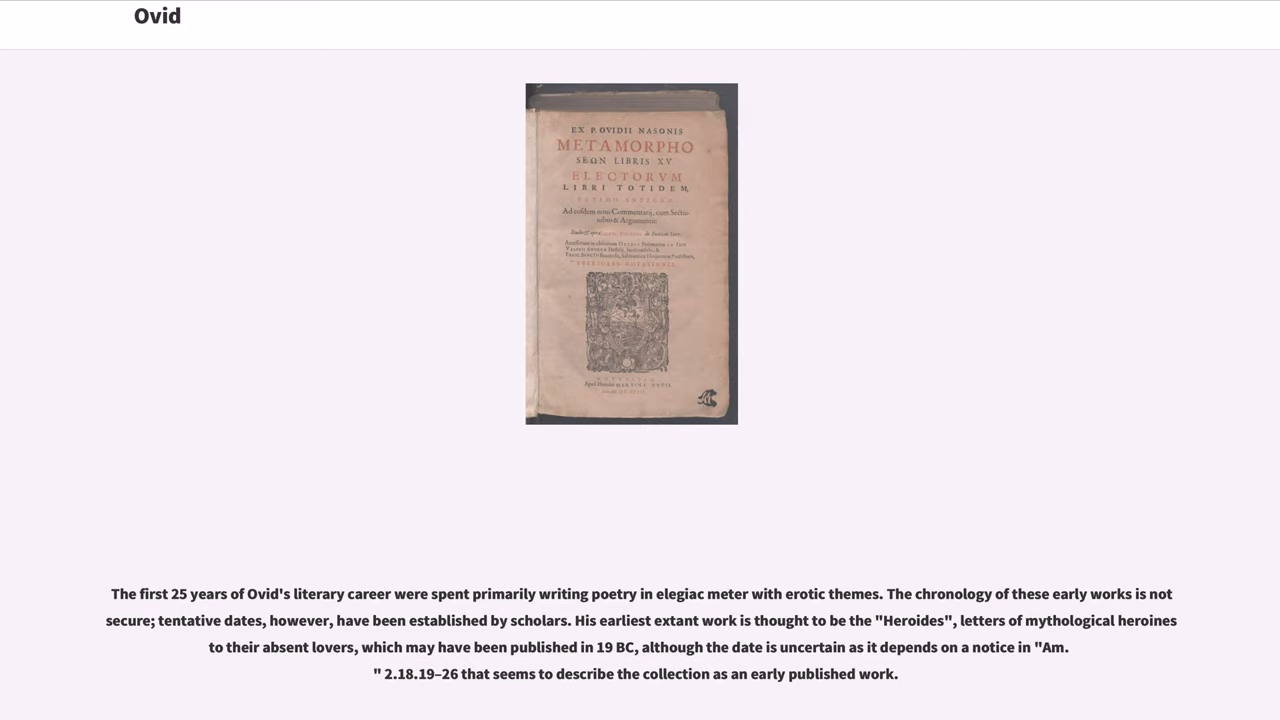 Ovid
EX P. OVIDII NASONIS
METAMORPHO
SEΩN LIBRIS XV
ELECTORVM
LIBRI TOTIDEM,
Ad eosdem noui Commentarij, cum Sectio-
nibus & Argumentis:
The first 25 years of Ovid's literary career were spent primarily writing poetry in elegiac meter with erotic themes. The chronology of these early works is not
secure; tentative dates, however, have been established by scholars. His earliest extant work is thought to be the "Heroides", letters of mythological heroines
to their absent lovers, which may have been published in 19 BC, although the date is uncertain as it depends on a notice in "Am.
" 2.18.19–26 that seems to describe the collection as an early published work.